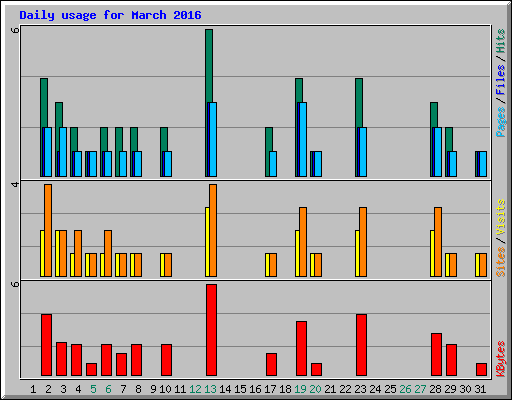 Daily usage for March 2016
6
Pages / Files / Hits
4
Sites / Visits
6
KBytes
1 2 3 4 5 6 7 8 9 10 11 12 13 14 15 16 17 18 19 20 21 22 23 24 25 26 27 28 29 30 31